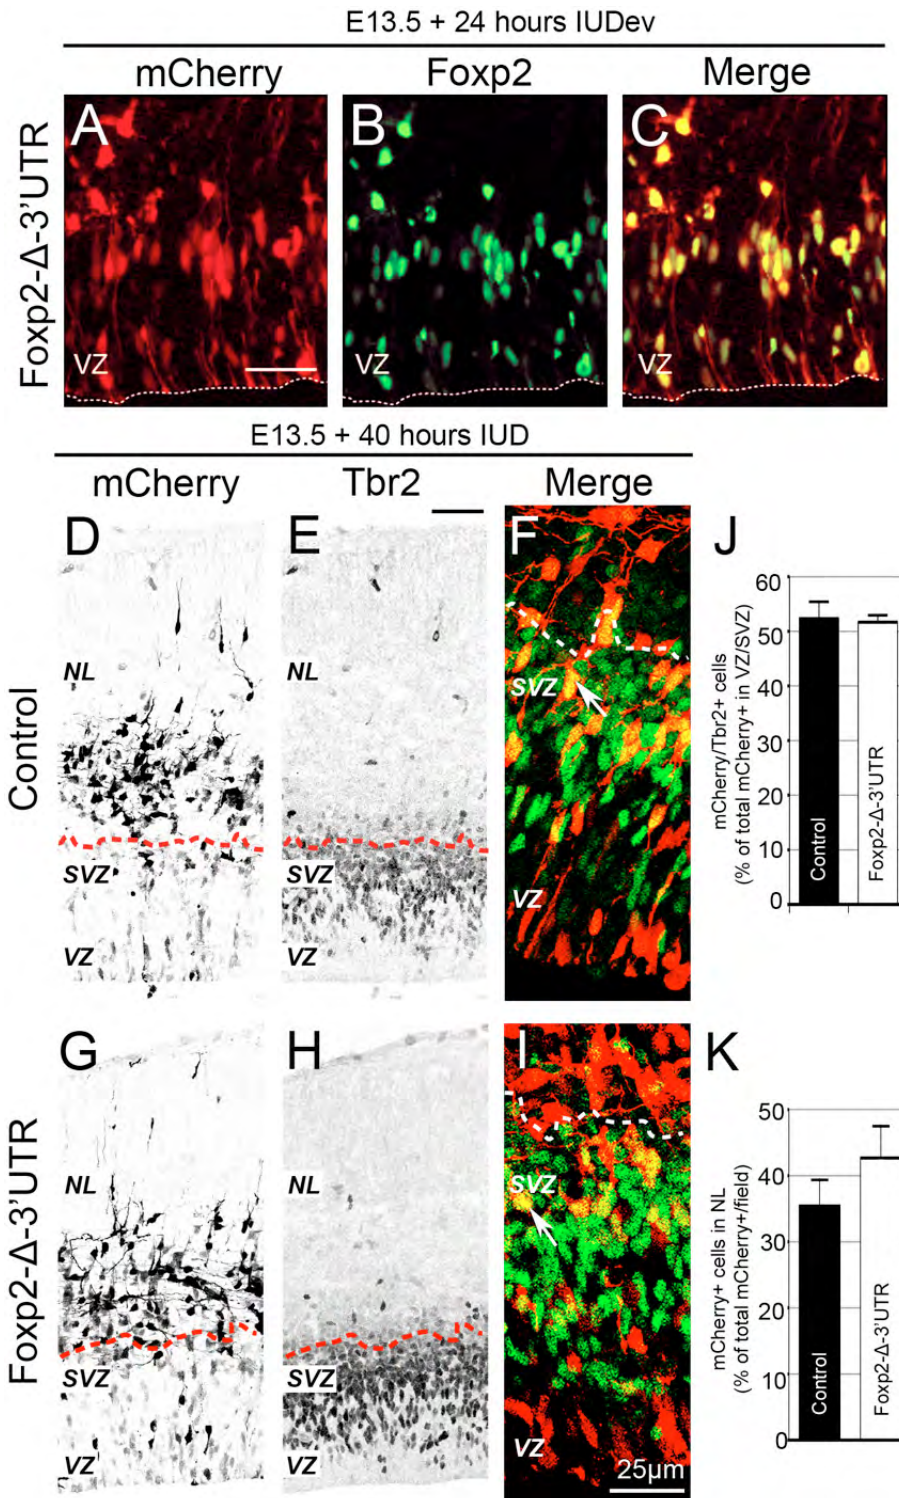 E13.5 + 24 hours IUDev
mCherry Foxp2 Merge
Foxp2-Δ-3'UTR
A B C
VZ VZ VZ
E13.5 + 40 hours IUD
mCherry Tbr2 Merge
Control
D E F J
NL NL
SVZ SVZ SVZ
VZ VZ VZ
mCherry/Tbr2+ cells
(% of total mCherry+ in VZ/SVZ)
60
50
40
30
20
10
0
Control
Foxp2-Δ-3'UTR
Foxp2-Δ-3'UTR
G H I K
NL NL
SVZ SVZ SVZ
VZ VZ VZ
25µm
mCherry+ cells in NL
(% of total mCherry+/field)
50
40
30
20
10
0
Control
Foxp2-Δ-3'UTR